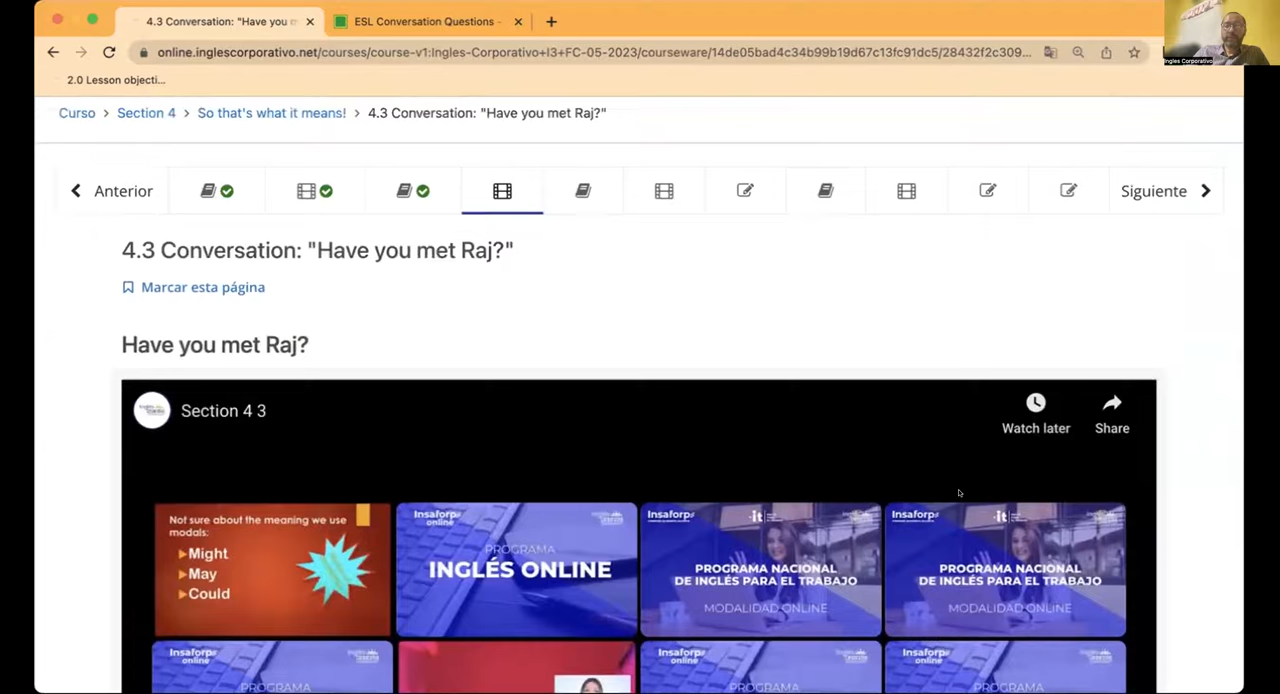 4.3 Conversation: "Have you m
ESL Conversation Questions -
online.inglescorporativo.net/courses/course-v1:Ingles-Corporativo+I3+FC-05-2023/courseware/14de05bad4c34b99b19d67c13fc91dc5/28432f2c309...
Ingles Corporativo
2.0 Lesson objecti...
Curso > Section 4 > So that's what it means! > 4.3 Conversation: "Have you met Raj?"
Anterior
Siguiente
4.3 Conversation: "Have you met Raj?"
Marcar esta página
Have you met Raj?
Section 4 3
Watch later
Share
Not sure about the meaning we use
modals:
Might
May
Could
Insaforp
online
PROGRAMA
INGLÉS ONLINE
Insaforp
it
PROGRAMA NACIONAL
DE INGLÉS PARA EL TRABAJO
MODALIDAD ONLINE
Insaforp
it
PROGRAMA NACIONAL
DE INGLÉS PARA EL TRABAJO
MODALIDAD ONLINE
Insaforp
online
PROGRAMA
Insaforp
online
PROGRAMA
Insaforp
online
PROGRAMA